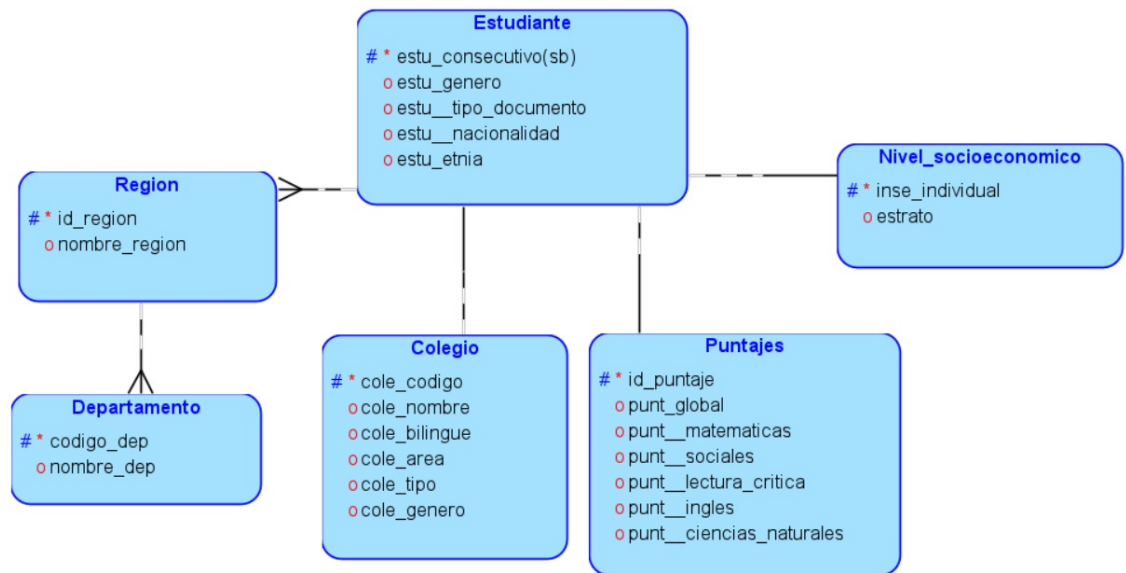 Estudiante
# * estu_consecutivo(sb)
o estu_genero
o estu__tipo_documento
o estu__nacionalidad
o estu_etnia
Nivel_socioeconomico
# * inse_individual
o estrato
Region
# * id_region
o nombre_region
Departamento
# * codigo_dep
o nombre_dep
Colegio
# * cole_codigo
o cole_nombre
o cole_bilingue
o cole_area
o cole_tipo
o cole_genero
Puntajes
# * id_puntaje
o punt_global
o punt__matematicas
o punt__sociales
o punt__lectura_critica
o punt__ingles
o punt__ciencias_naturales